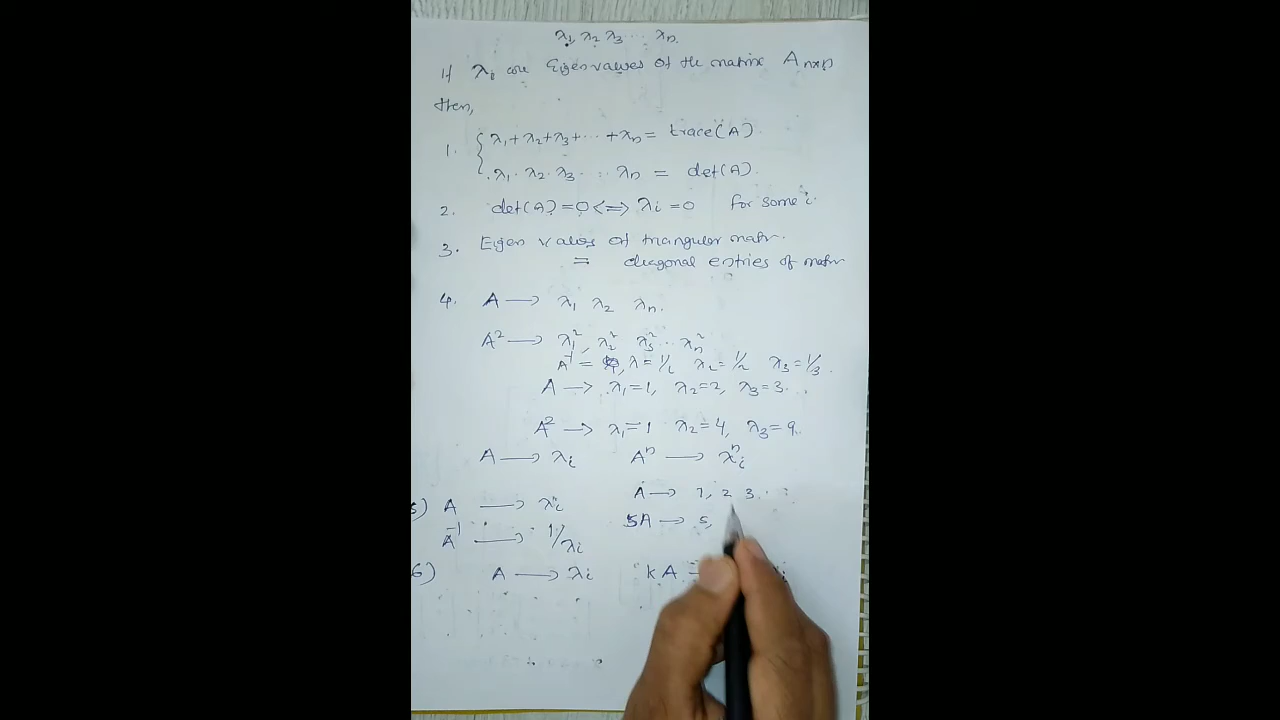 λ1, λ2 λ3 ... λn.
If λi are Eigenvalues of the matrix An×n
then,
1. { λ1 + λ2 + λ3 + ... + λn = trace(A)
λ1 · λ2 · λ3 ... λn = det(A).
2. det(A) = 0 <=> λi = 0 for some i.
3. Eigen values of triangular matr.
= diagonal entries of matr
4. A → λ1 λ2 λn.
A² → λ1², λ2² λ3² ... λn²
A⁻¹ = λ = 1/i λ2 = 1/2 λ3 = 1/3.
A → λ1 = 1, λ2 = 2, λ3 = 3.
A² → λ1 = 1 λ2 = 4, λ3 = 9.
A → λi Aⁿ → λiⁿ
A → 1, 2 3
5) A → λi
5A → 5,
A⁻¹ → 1/λi
6) A → λi kA